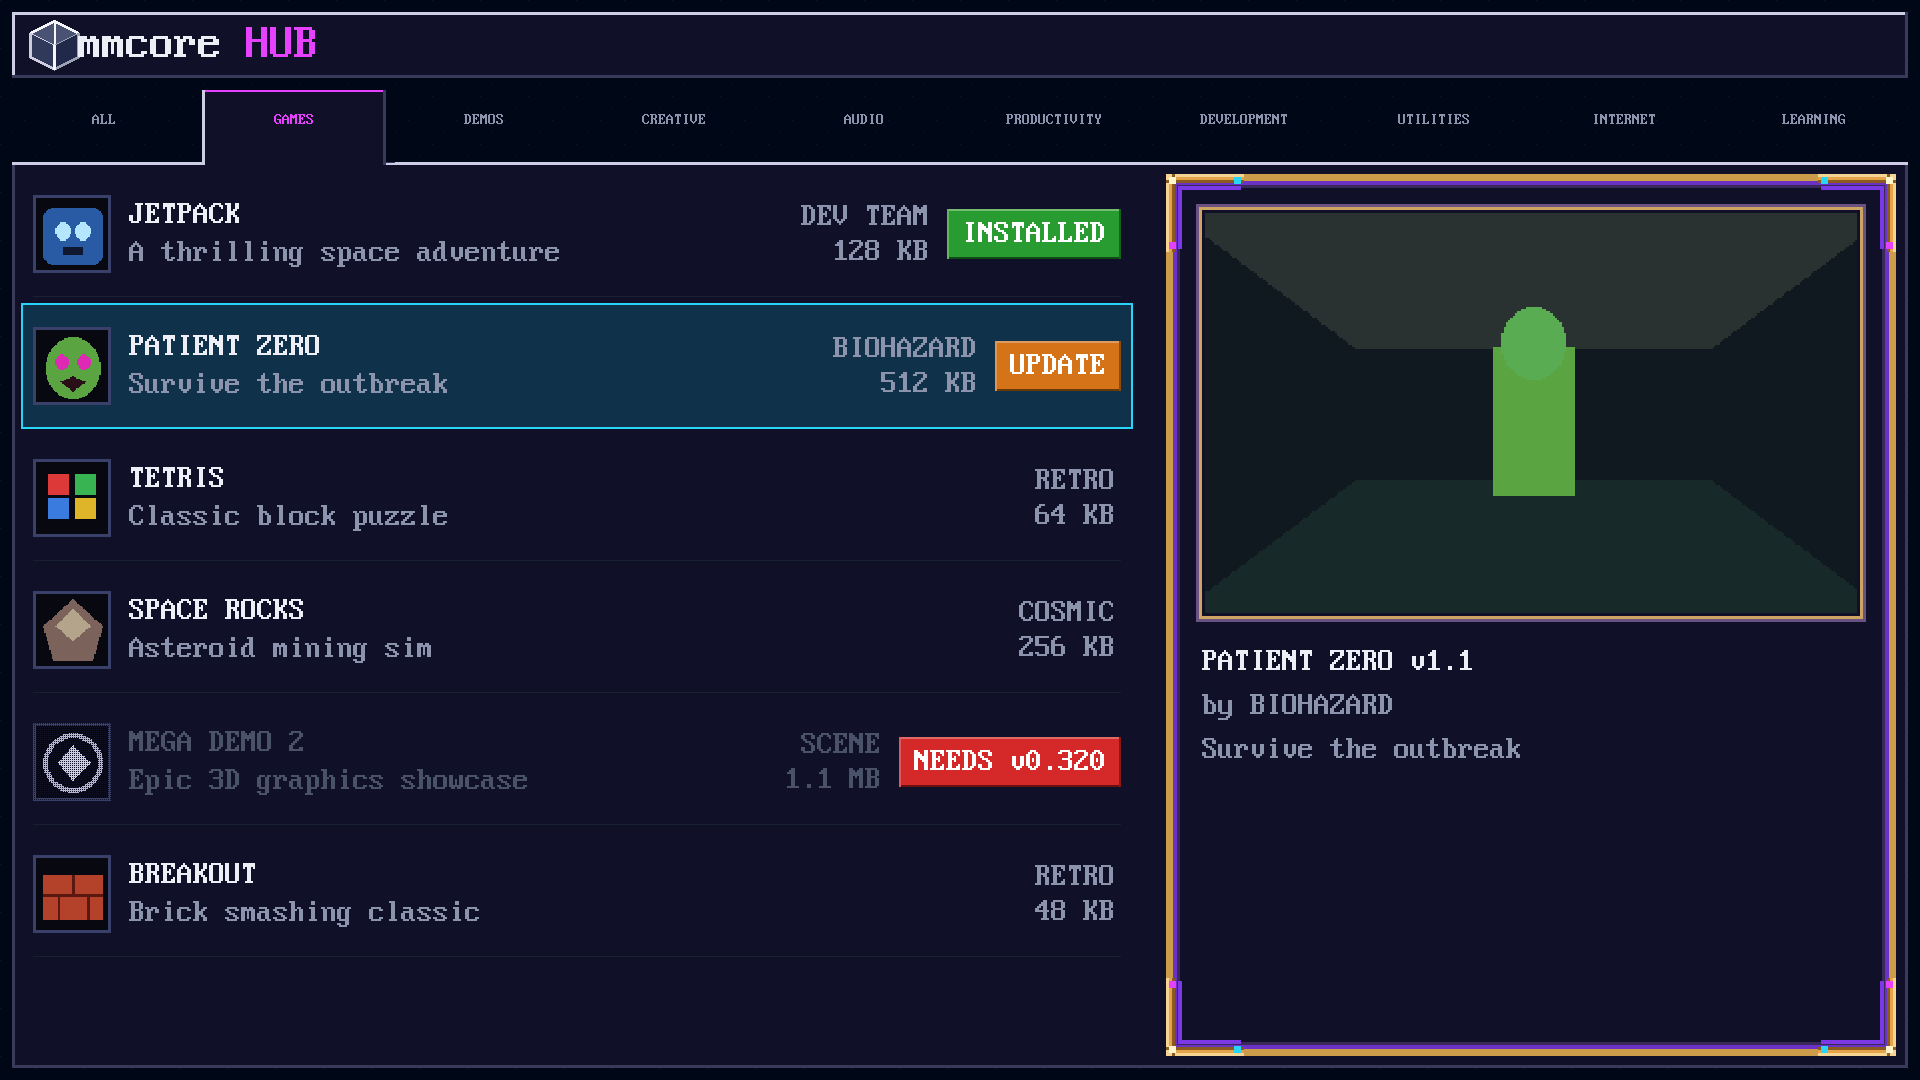 mmcore HUB
ALL GAMES DEMOS CREATIVE AUDIO PRODUCTIVITY DEVELOPMENT UTILITIES INTERNET LEARNING
JETPACK
A thrilling space adventure
DEV TEAM
128 KB
INSTALLED
PATIENT ZERO
Survive the outbreak
BIOHAZARD
512 KB
UPDATE
TETRIS
Classic block puzzle
RETRO
64 KB
SPACE ROCKS
Asteroid mining sim
COSMIC
256 KB
MEGA DEMO 2
Epic 3D graphics showcase
SCENE
1.1 MB
NEEDS v0.320
BREAKOUT
Brick smashing classic
RETRO
48 KB
PATIENT ZERO v1.1
by BIOHAZARD
Survive the outbreak